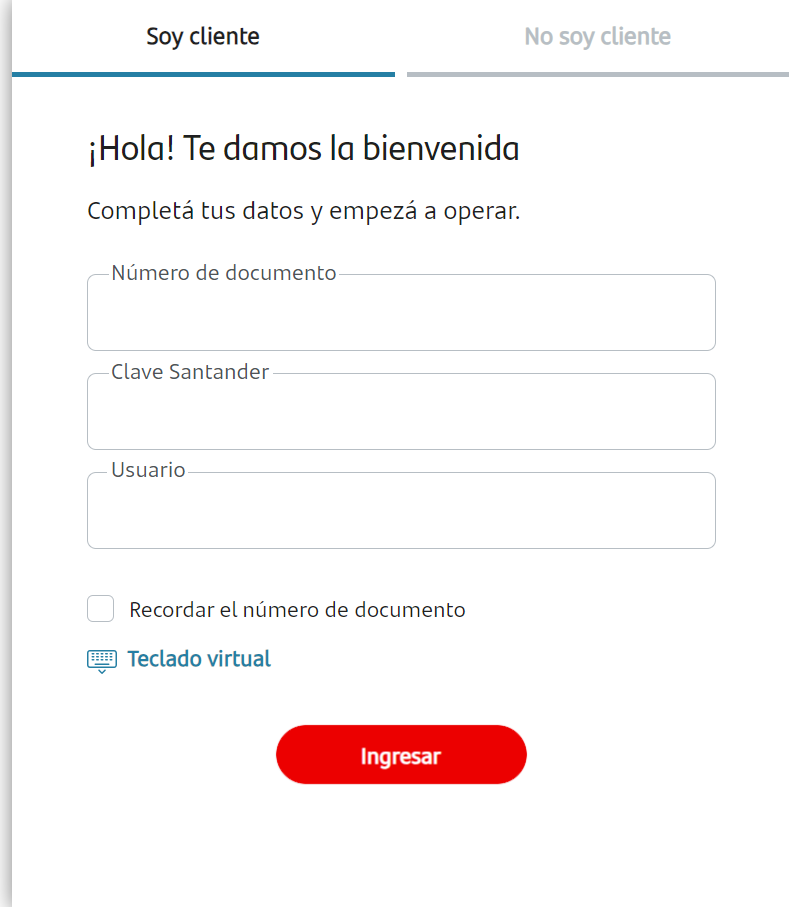 Soy cliente
No soy cliente
¡Hola! Te damos la bienvenida
Completá tus datos y empezá a operar.
Número de documento
Clave Santander
Usuario
Recordar el número de documento
Teclado virtual
Ingresar